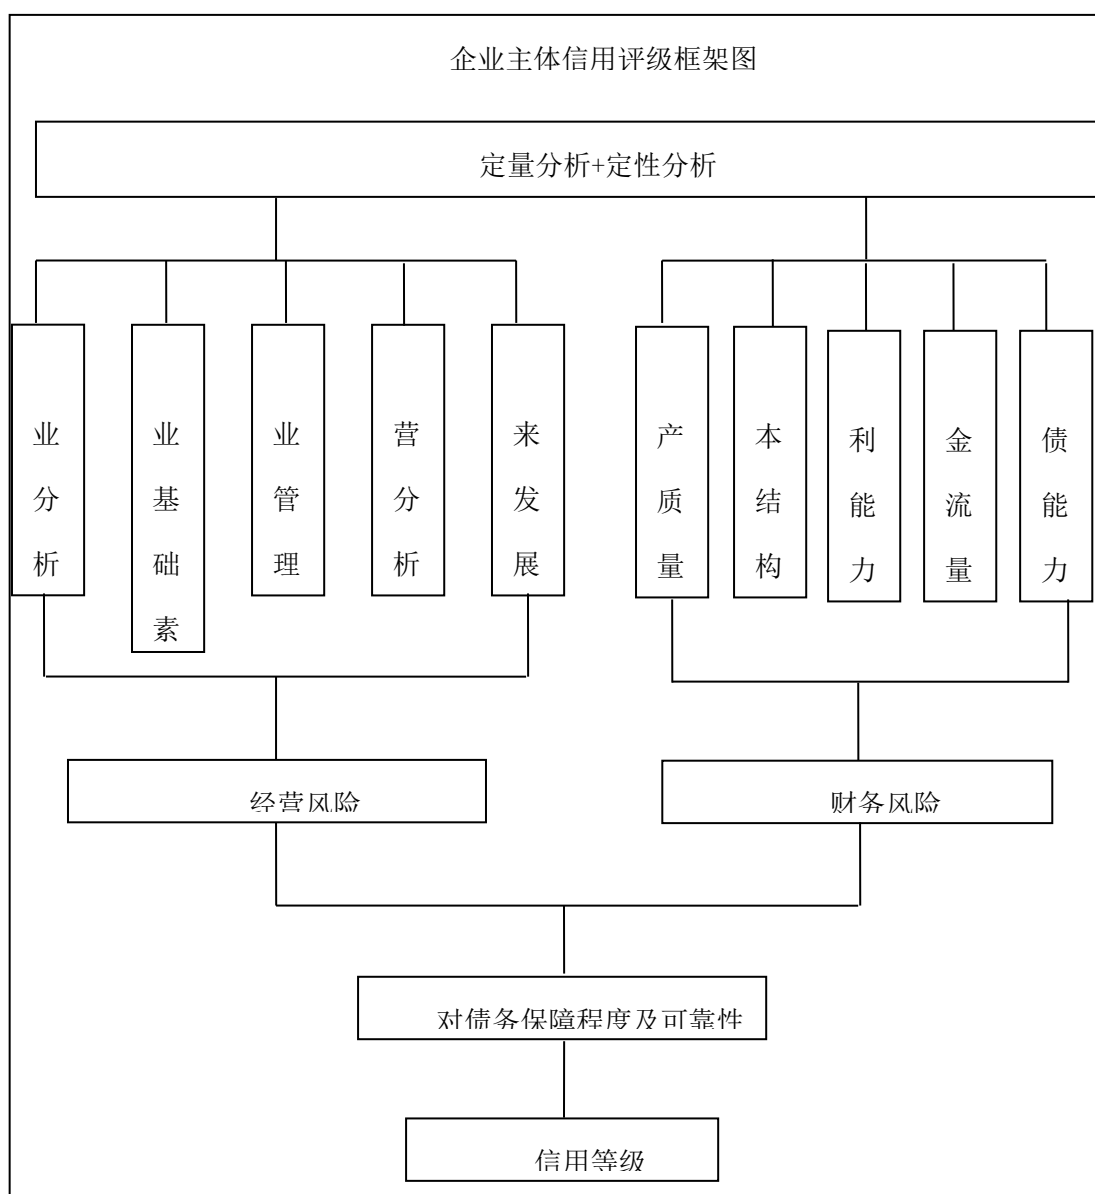 企业主体信用评级框架图
定量分析+定性分析
业分析
业基础素
业管理
营分析
来发展
产质量
本结构
利能力
金流量
债能力
经营风险
财务风险
对债务保障程度及可靠性
信用等级